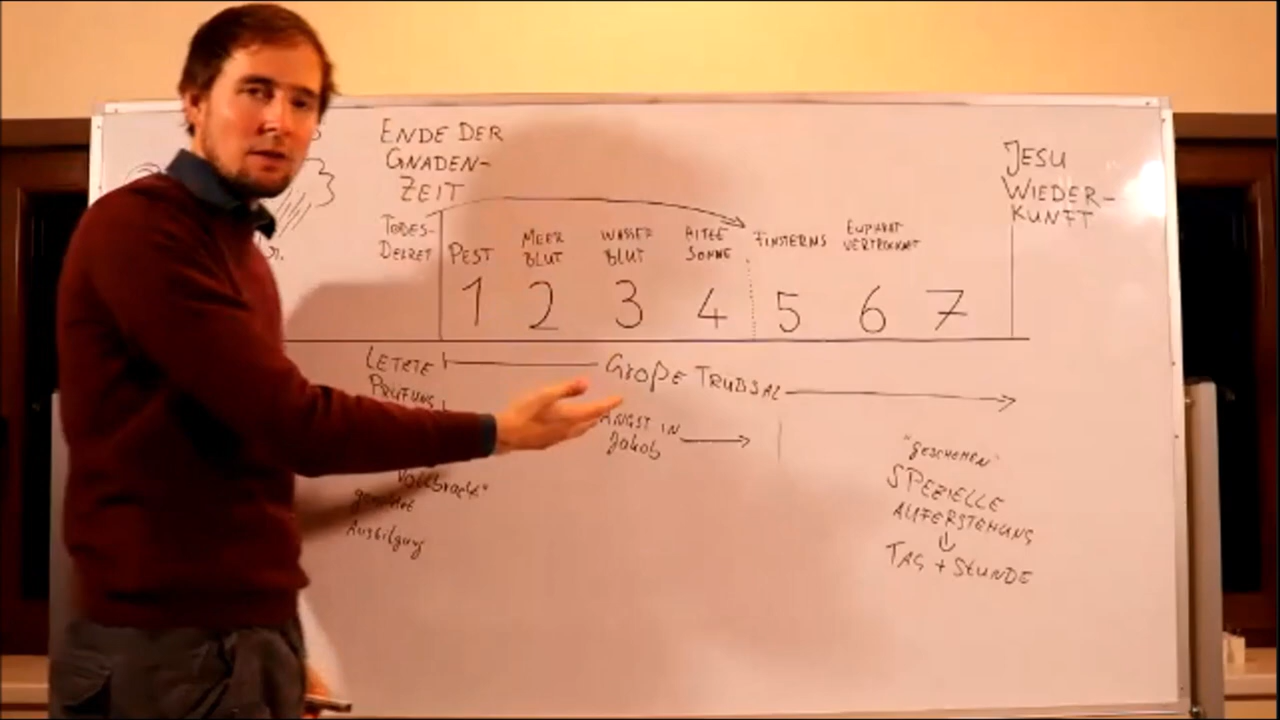 ENDE DER
GNADEN-
ZEIT
TODES-
DEKRET
PEST
MEER
BLUT
WASSER
BLUT
HITZE
SONNE
FINSTERNIS
EUPHRAT
VERTROCKNET
JESU
WIEDER-
KUNFT
1 2 3 4 5 6 7
LETZTE
PRÜFUNG
GROßE TRÜBSAL
ANGST IN
Jakob
Vollbracht"
Austilgung
"GESCHEHEN"
SPEZIELLE
AUFERSTEHUNG
TAG + STUNDE